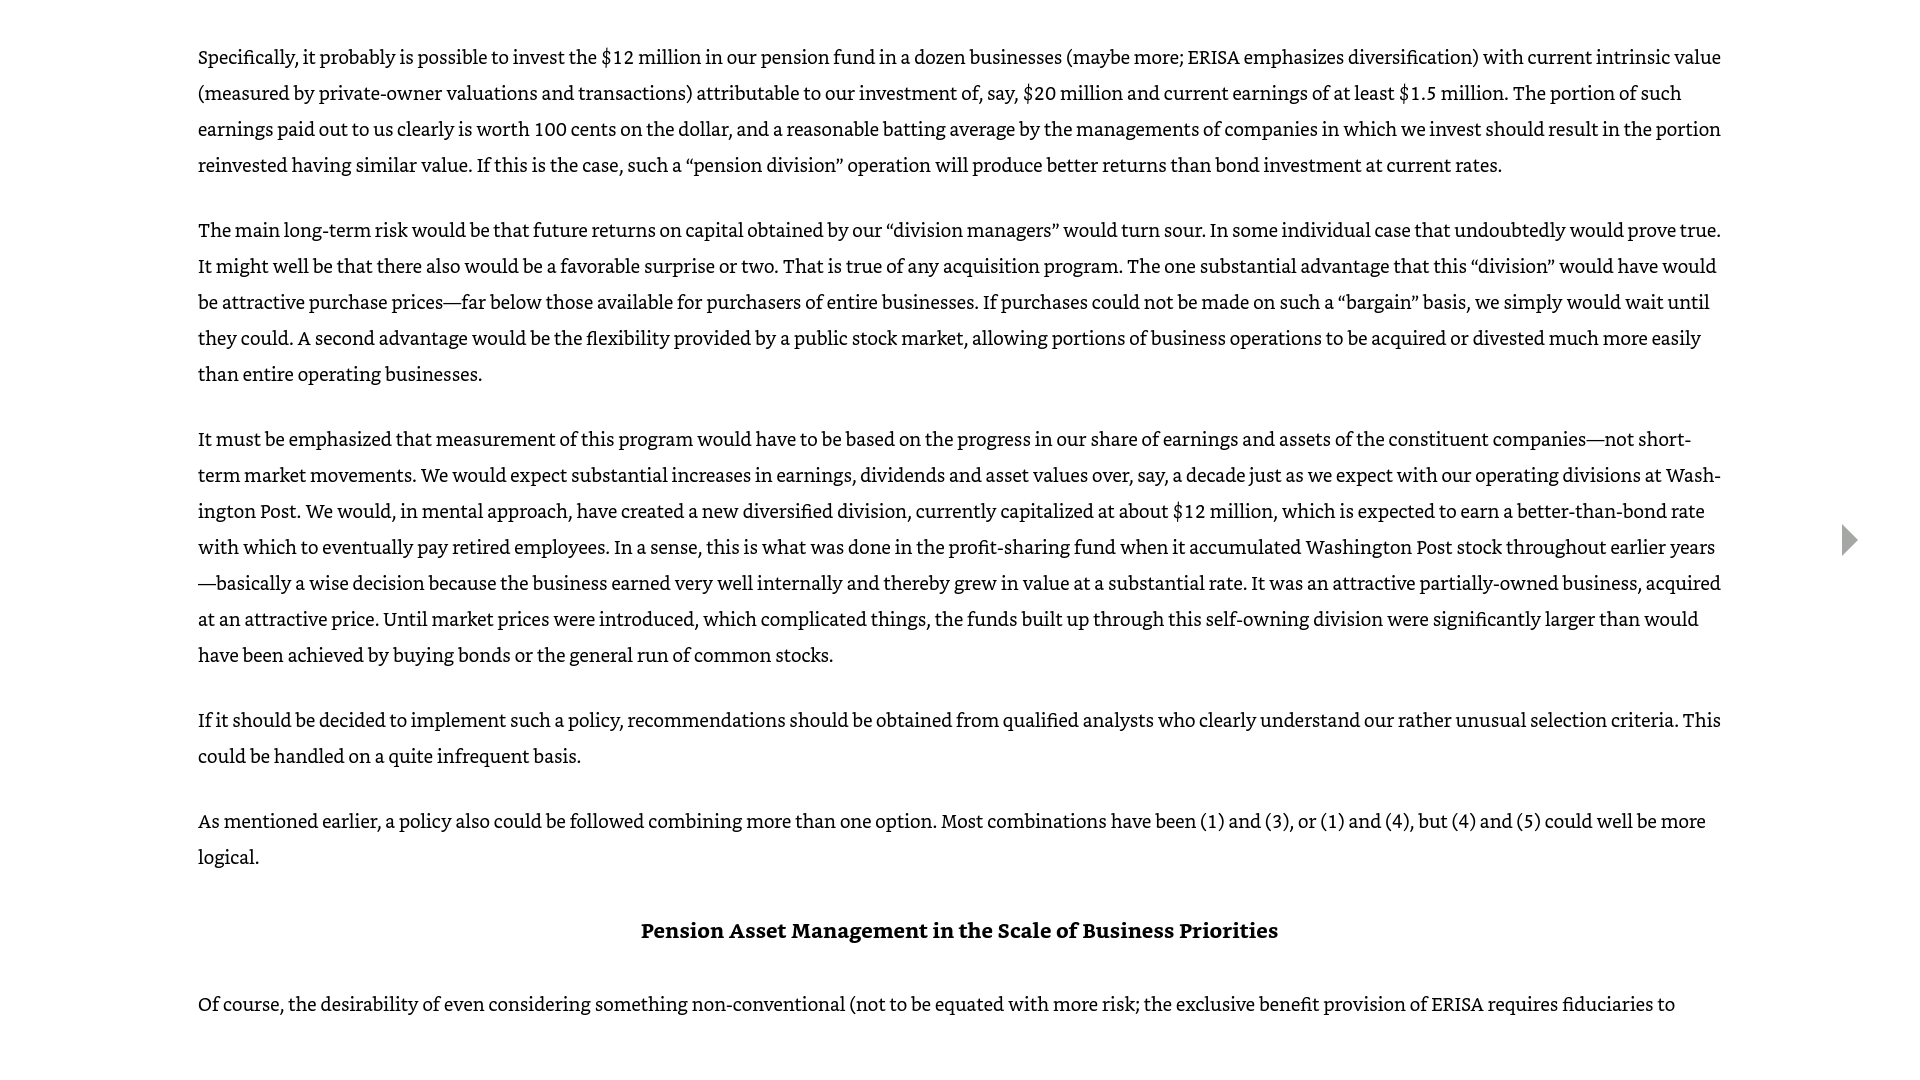 Specifically, it probably is possible to invest the $12 million in our pension fund in a dozen businesses (maybe more; ERISA emphasizes diversification) with current intrinsic value
(measured by private-owner valuations and transactions) attributable to our investment of, say, $20 million and current earnings of at least $1.5 million. The portion of such
earnings paid out to us clearly is worth 100 cents on the dollar, and a reasonable batting average by the managements of companies in which we invest should result in the portion
reinvested having similar value. If this is the case, such a “pension division” operation will produce better returns than bond investment at current rates.
The main long-term risk would be that future returns on capital obtained by our “division managers” would turn sour. In some individual case that undoubtedly would prove true.
It might well be that there also would be a favorable surprise or two. That is true of any acquisition program. The one substantial advantage that this “division” would have would
be attractive purchase prices—far below those available for purchasers of entire businesses. If purchases could not be made on such a “bargain” basis, we simply would wait until
they could. A second advantage would be the flexibility provided by a public stock market, allowing portions of business operations to be acquired or divested much more easily
than entire operating businesses.
It must be emphasized that measurement of this program would have to be based on the progress in our share of earnings and assets of the constituent companies—not short-
term market movements. We would expect substantial increases in earnings, dividends and asset values over, say, a decade just as we expect with our operating divisions at Wash-
ington Post. We would, in mental approach, have created a new diversified division, currently capitalized at about $12 million, which is expected to earn a better-than-bond rate
with which to eventually pay retired employees. In a sense, this is what was done in the profit-sharing fund when it accumulated Washington Post stock throughout earlier years
—basically a wise decision because the business earned very well internally and thereby grew in value at a substantial rate. It was an attractive partially-owned business, acquired
at an attractive price. Until market prices were introduced, which complicated things, the funds built up through this self-owning division were significantly larger than would
have been achieved by buying bonds or the general run of common stocks.
If it should be decided to implement such a policy, recommendations should be obtained from qualified analysts who clearly understand our rather unusual selection criteria. This
could be handled on a quite infrequent basis.
As mentioned earlier, a policy also could be followed combining more than one option. Most combinations have been (1) and (3), or (1) and (4), but (4) and (5) could well be more
logical.
Pension Asset Management in the Scale of Business Priorities
Of course, the desirability of even considering something non-conventional (not to be equated with more risk; the exclusive benefit provision of ERISA requires fiduciaries to